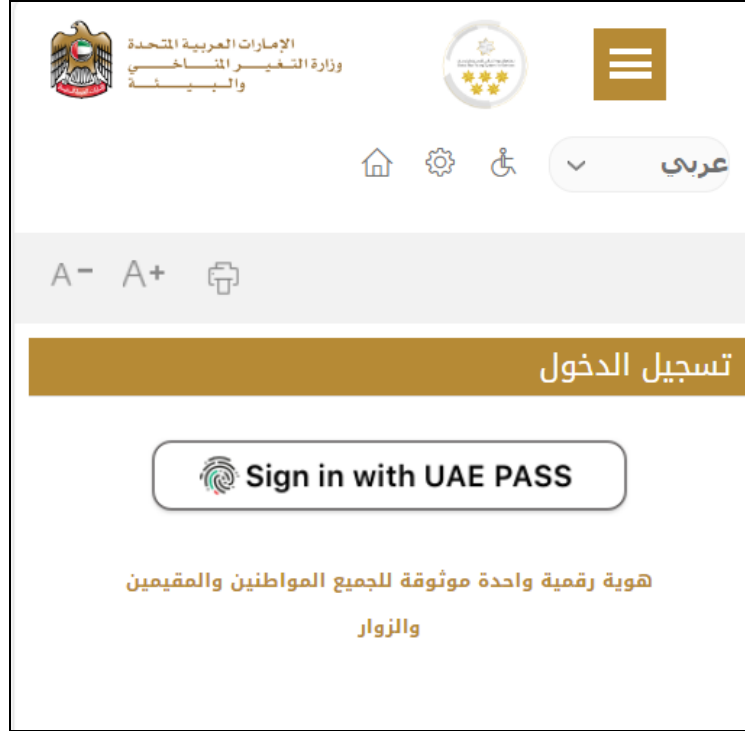 الإمارات العربية المتحدة
وزارة التغيير المناخي
والبيئة
عربي
A- A+
تسجيل الدخول
Sign in with UAE PASS
هوية رقمية واحدة موثوقة للجميع المواطنين والمقيمين
والزوار